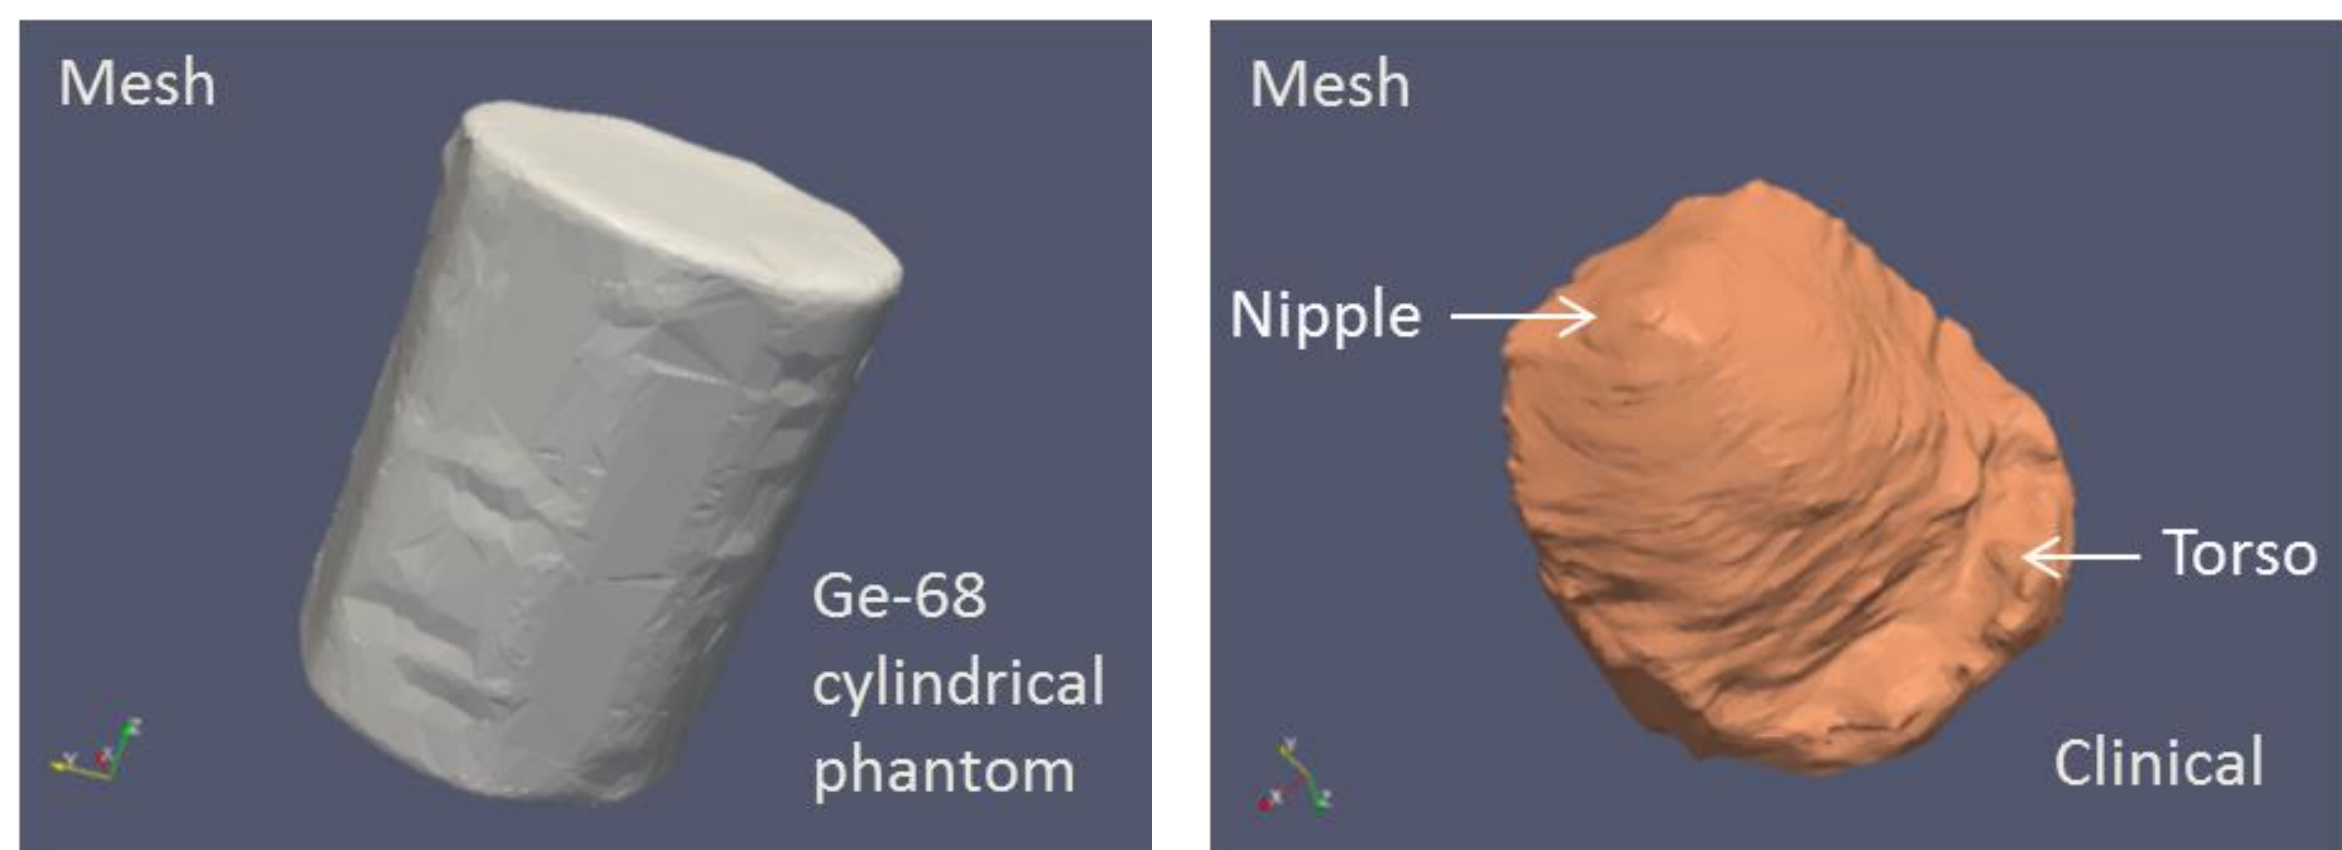 Mesh
Ge-68
cylindrical
phantom
Y
X
Z
Mesh
Nipple
Torso
Clinical
Y
X
Z